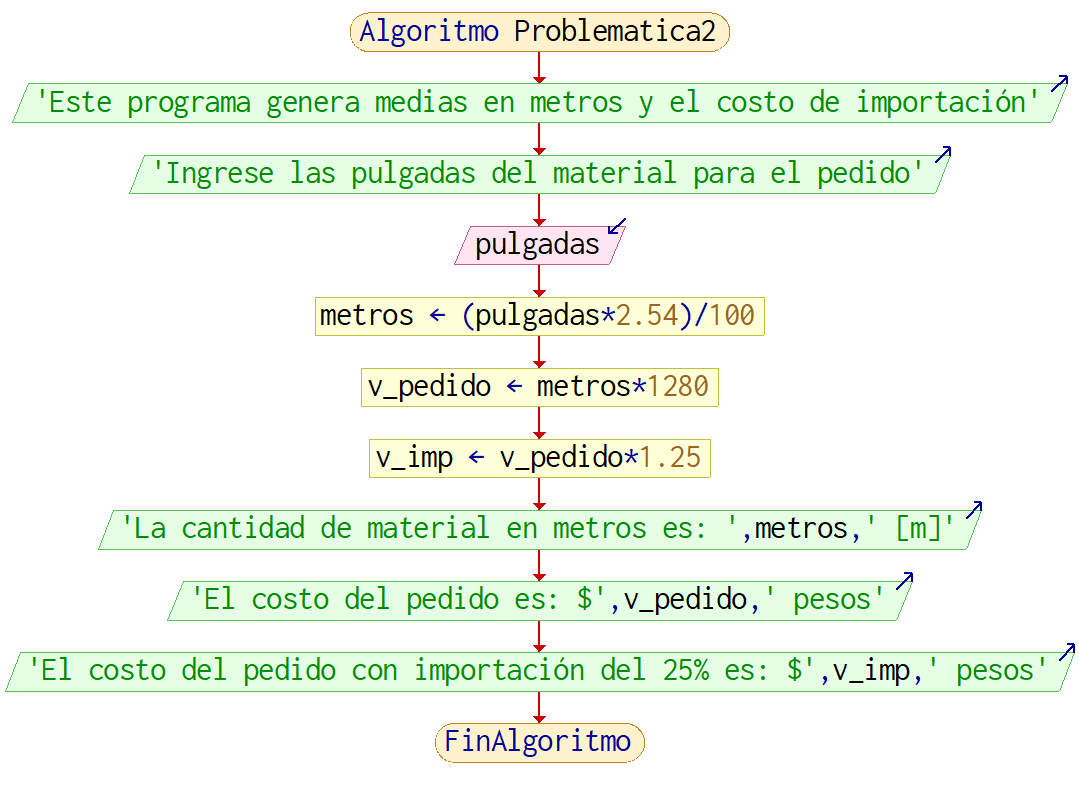 Algoritmo Problematica2
'Este programa genera medias en metros y el costo de importación'
'Ingrese las pulgadas del material para el pedido'
pulgadas
metros ← (pulgadas*2.54)/100
v_pedido ← metros*1280
v_imp ← v_pedido*1.25
'La cantidad de material en metros es: ',metros,' [m]'
'El costo del pedido es: $',v_pedido,' pesos'
'El costo del pedido con importación del 25% es: $',v_imp,' pesos'
FinAlgoritmo